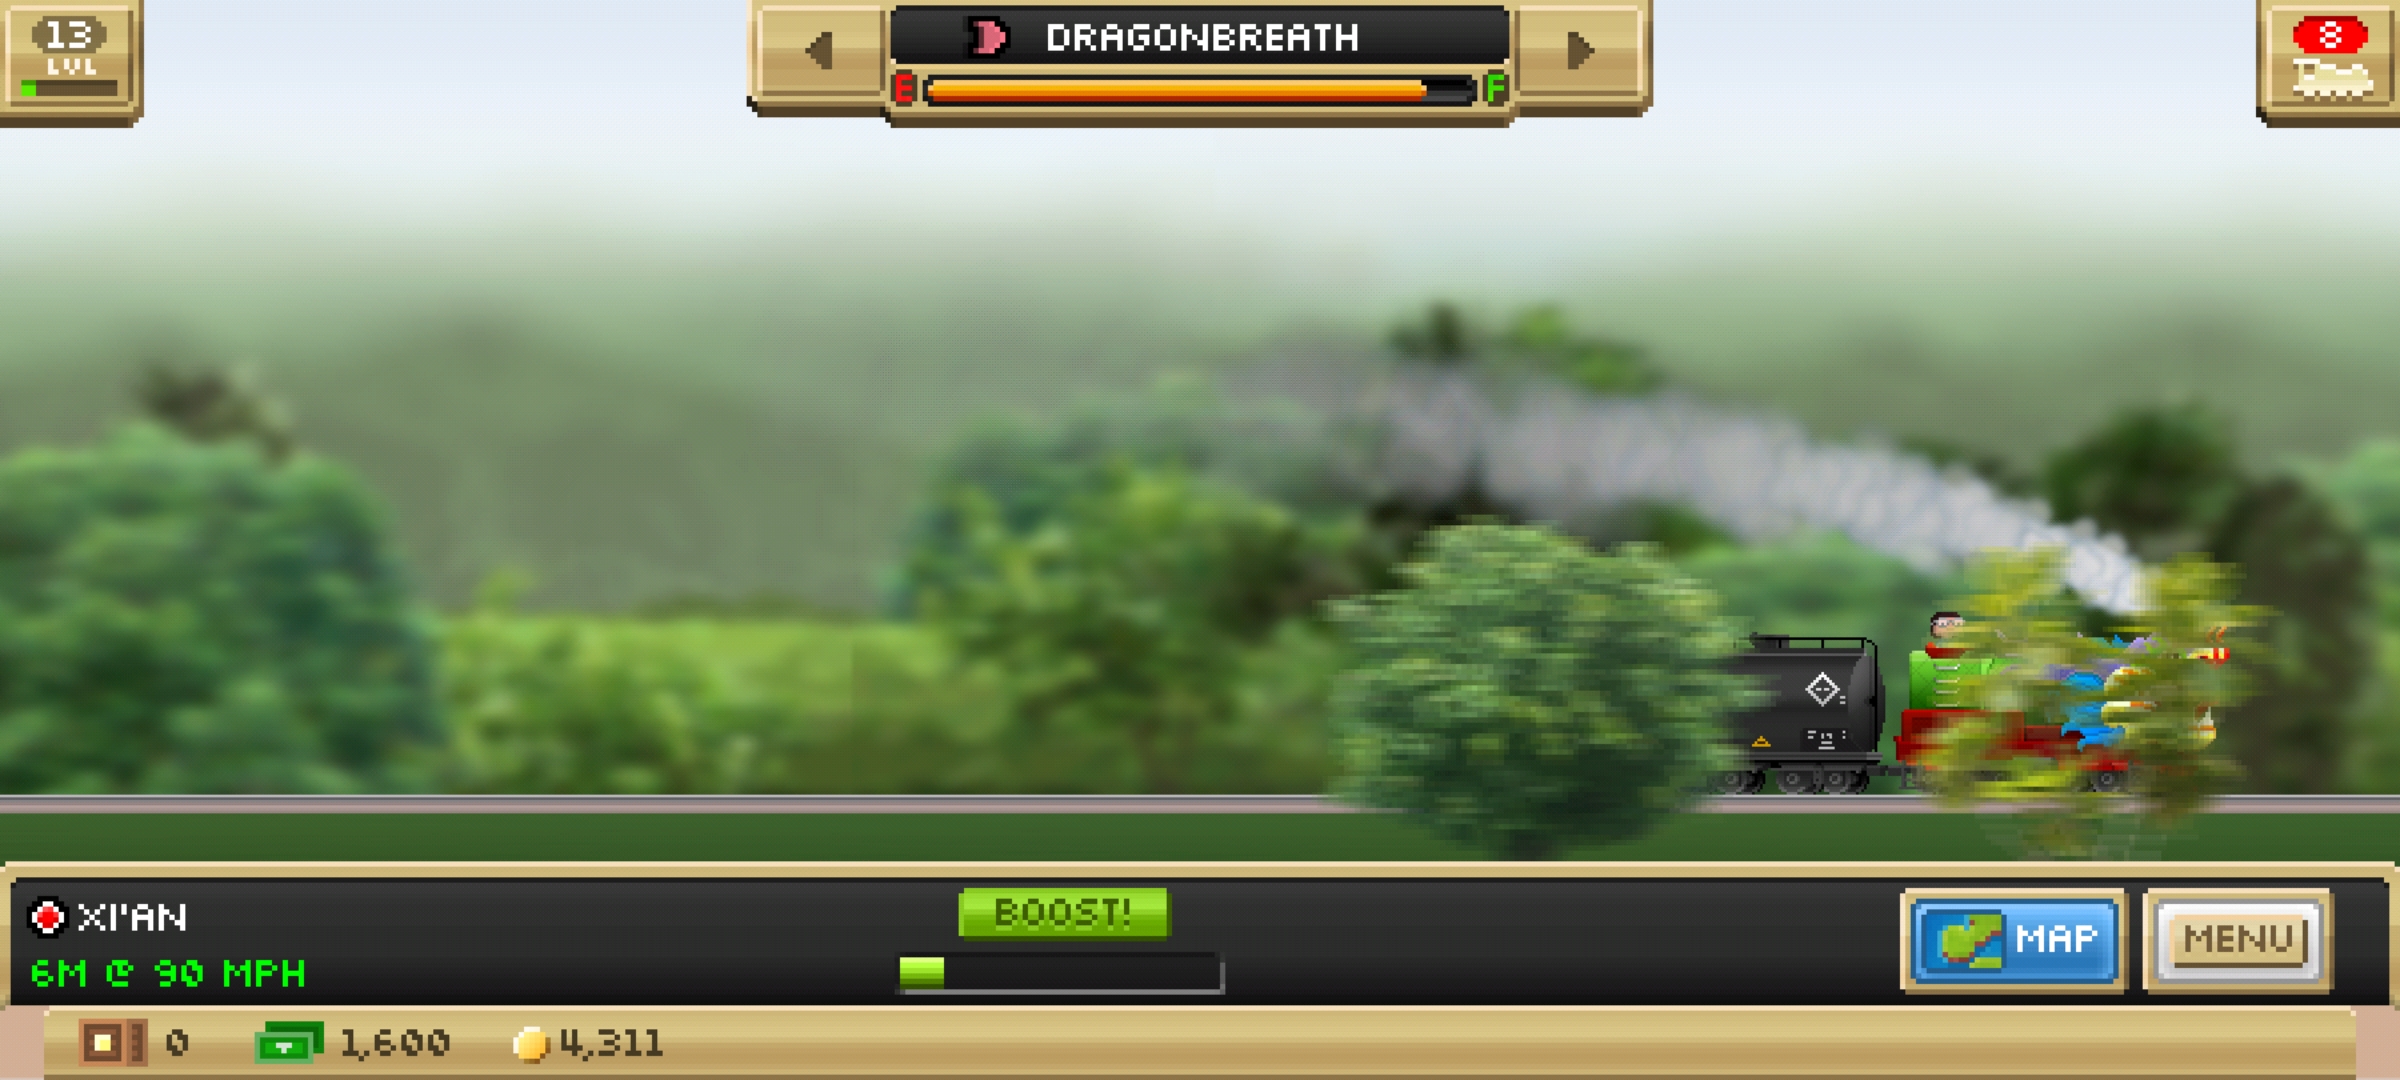 13
LVL
DRAGONBREATH
E F
8
XI'AN
6M @ 90 MPH
BOOST!
MAP
MENU
0 1,600 4,311